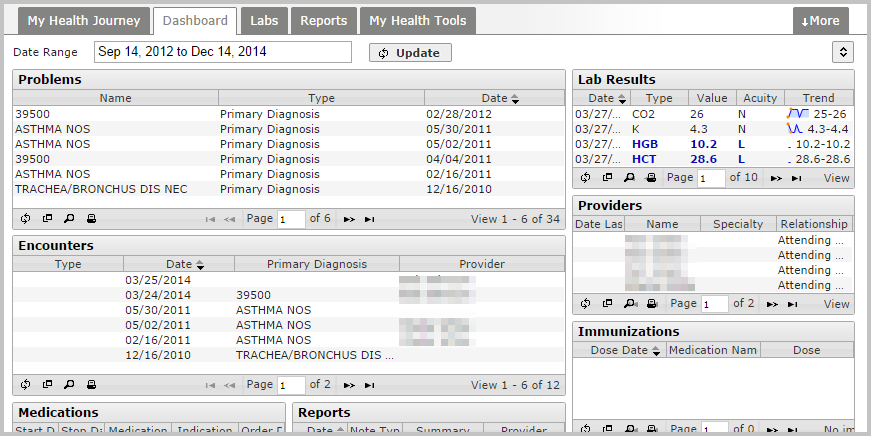 My Health Journey Dashboard Labs Reports My Health Tools More
Date Range Sep 14, 2012 to Dec 14, 2014 Update
Problems
Name Type Date
39500 Primary Diagnosis 02/28/2012
ASTHMA NOS Primary Diagnosis 05/30/2011
ASTHMA NOS Primary Diagnosis 05/02/2011
39500 Primary Diagnosis 04/04/2011
ASTHMA NOS Primary Diagnosis 02/16/2011
TRACHEA/BRONCHUS DIS NEC Primary Diagnosis 12/16/2010
Page 1 of 6 View 1 - 6 of 34
Encounters
Type Date Primary Diagnosis Provider
03/25/2014
03/24/2014 39500
05/30/2011 ASTHMA NOS
05/02/2011 ASTHMA NOS
02/16/2011 ASTHMA NOS
12/16/2010 TRACHEA/BRONCHUS DIS ...
Page 1 of 2 View 1 - 6 of 12
Medications
Start D Stop Da Medication Indication Order F
Reports
Date Note Typ Summary Provider
Lab Results
Date Type Value Acuity Trend
03/27/... CO2 26 N 25-26
03/27/... K 4.3 N 4.3-4.4
03/27/... HGB 10.2 L 10.2-10.2
03/27/... HCT 28.6 L 28.6-28.6
Page 1 of 10 View
Providers
Date Las Name Specialty Relationship
Attending ...
Attending ...
Attending ...
Attending ...
Page 1 of 2 View
Immunizations
Dose Date Medication Nam Dose
Page 1 of 0 No im